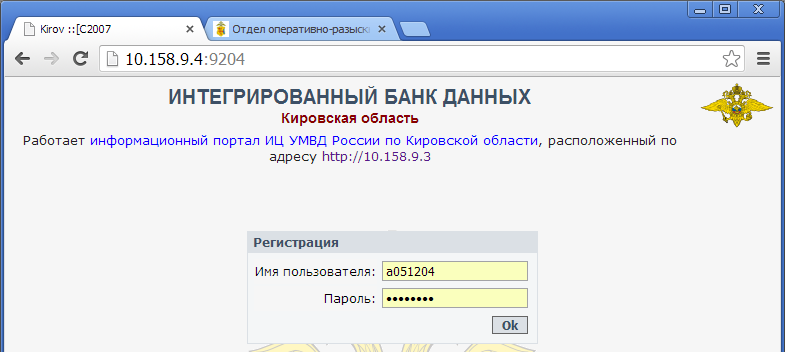 Kirov ::[C2007
Отдел оперативно-разыск
10.158.9.4:9204
ИНТЕГРИРОВАННЫЙ БАНК ДАННЫХ
Кировская область
Работает информационный портал ИЦ УМВД России по Кировской области, расположенный по
адресу http://10.158.9.3
Регистрация
Имя пользователя: a051204
Пароль: ••••••••
Ok